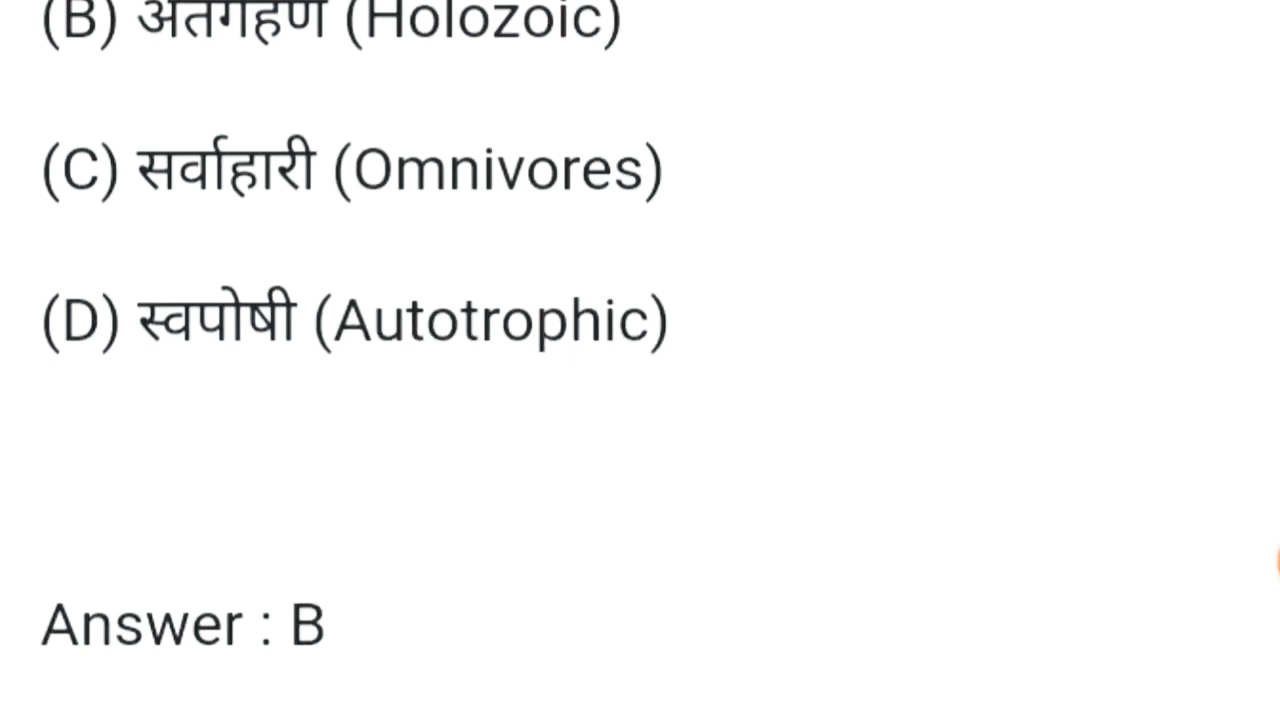 (B) अंतर्ग्रहण (Holozoic)
(C) सर्वाहारी (Omnivores)
(D) स्वपोषी (Autotrophic)
Answer : B